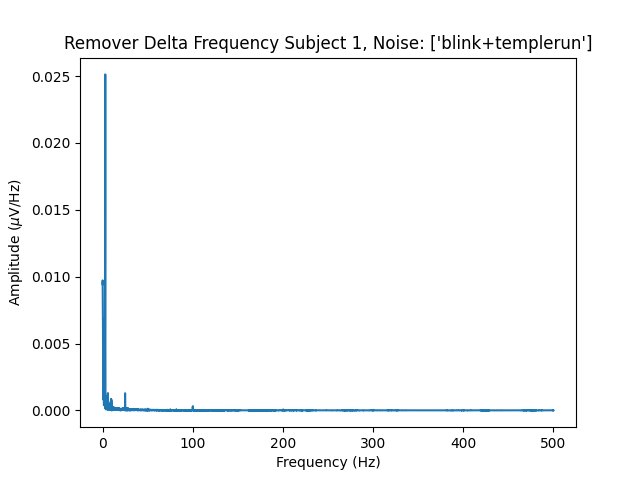 Remover Delta Frequency Subject 1, Noise: ['blink+templerun']
0.025
0.020
0.015
0.010
0.005
0.000
Amplitude (μV/Hz)
0 100 200 300 400 500
Frequency (Hz)